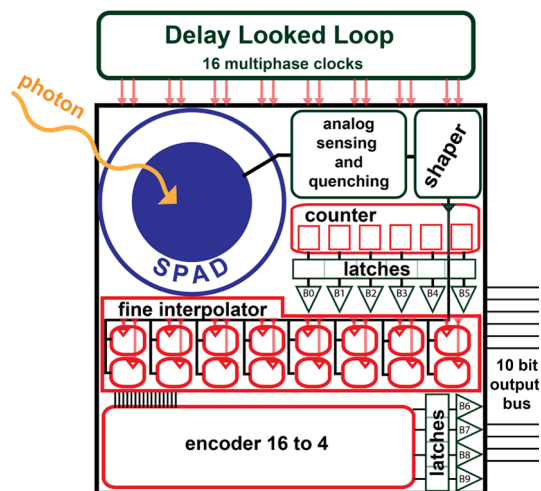 Delay Looked Loop
16 multiphase clocks
photon
analog
sensing
and
quenching
shaper
SPAD
counter
latches
B0 B1 B2 B3 B4 B5
fine interpolator
10 bit
output
bus
encoder 16 to 4
latches
B6
B7
B8
B9